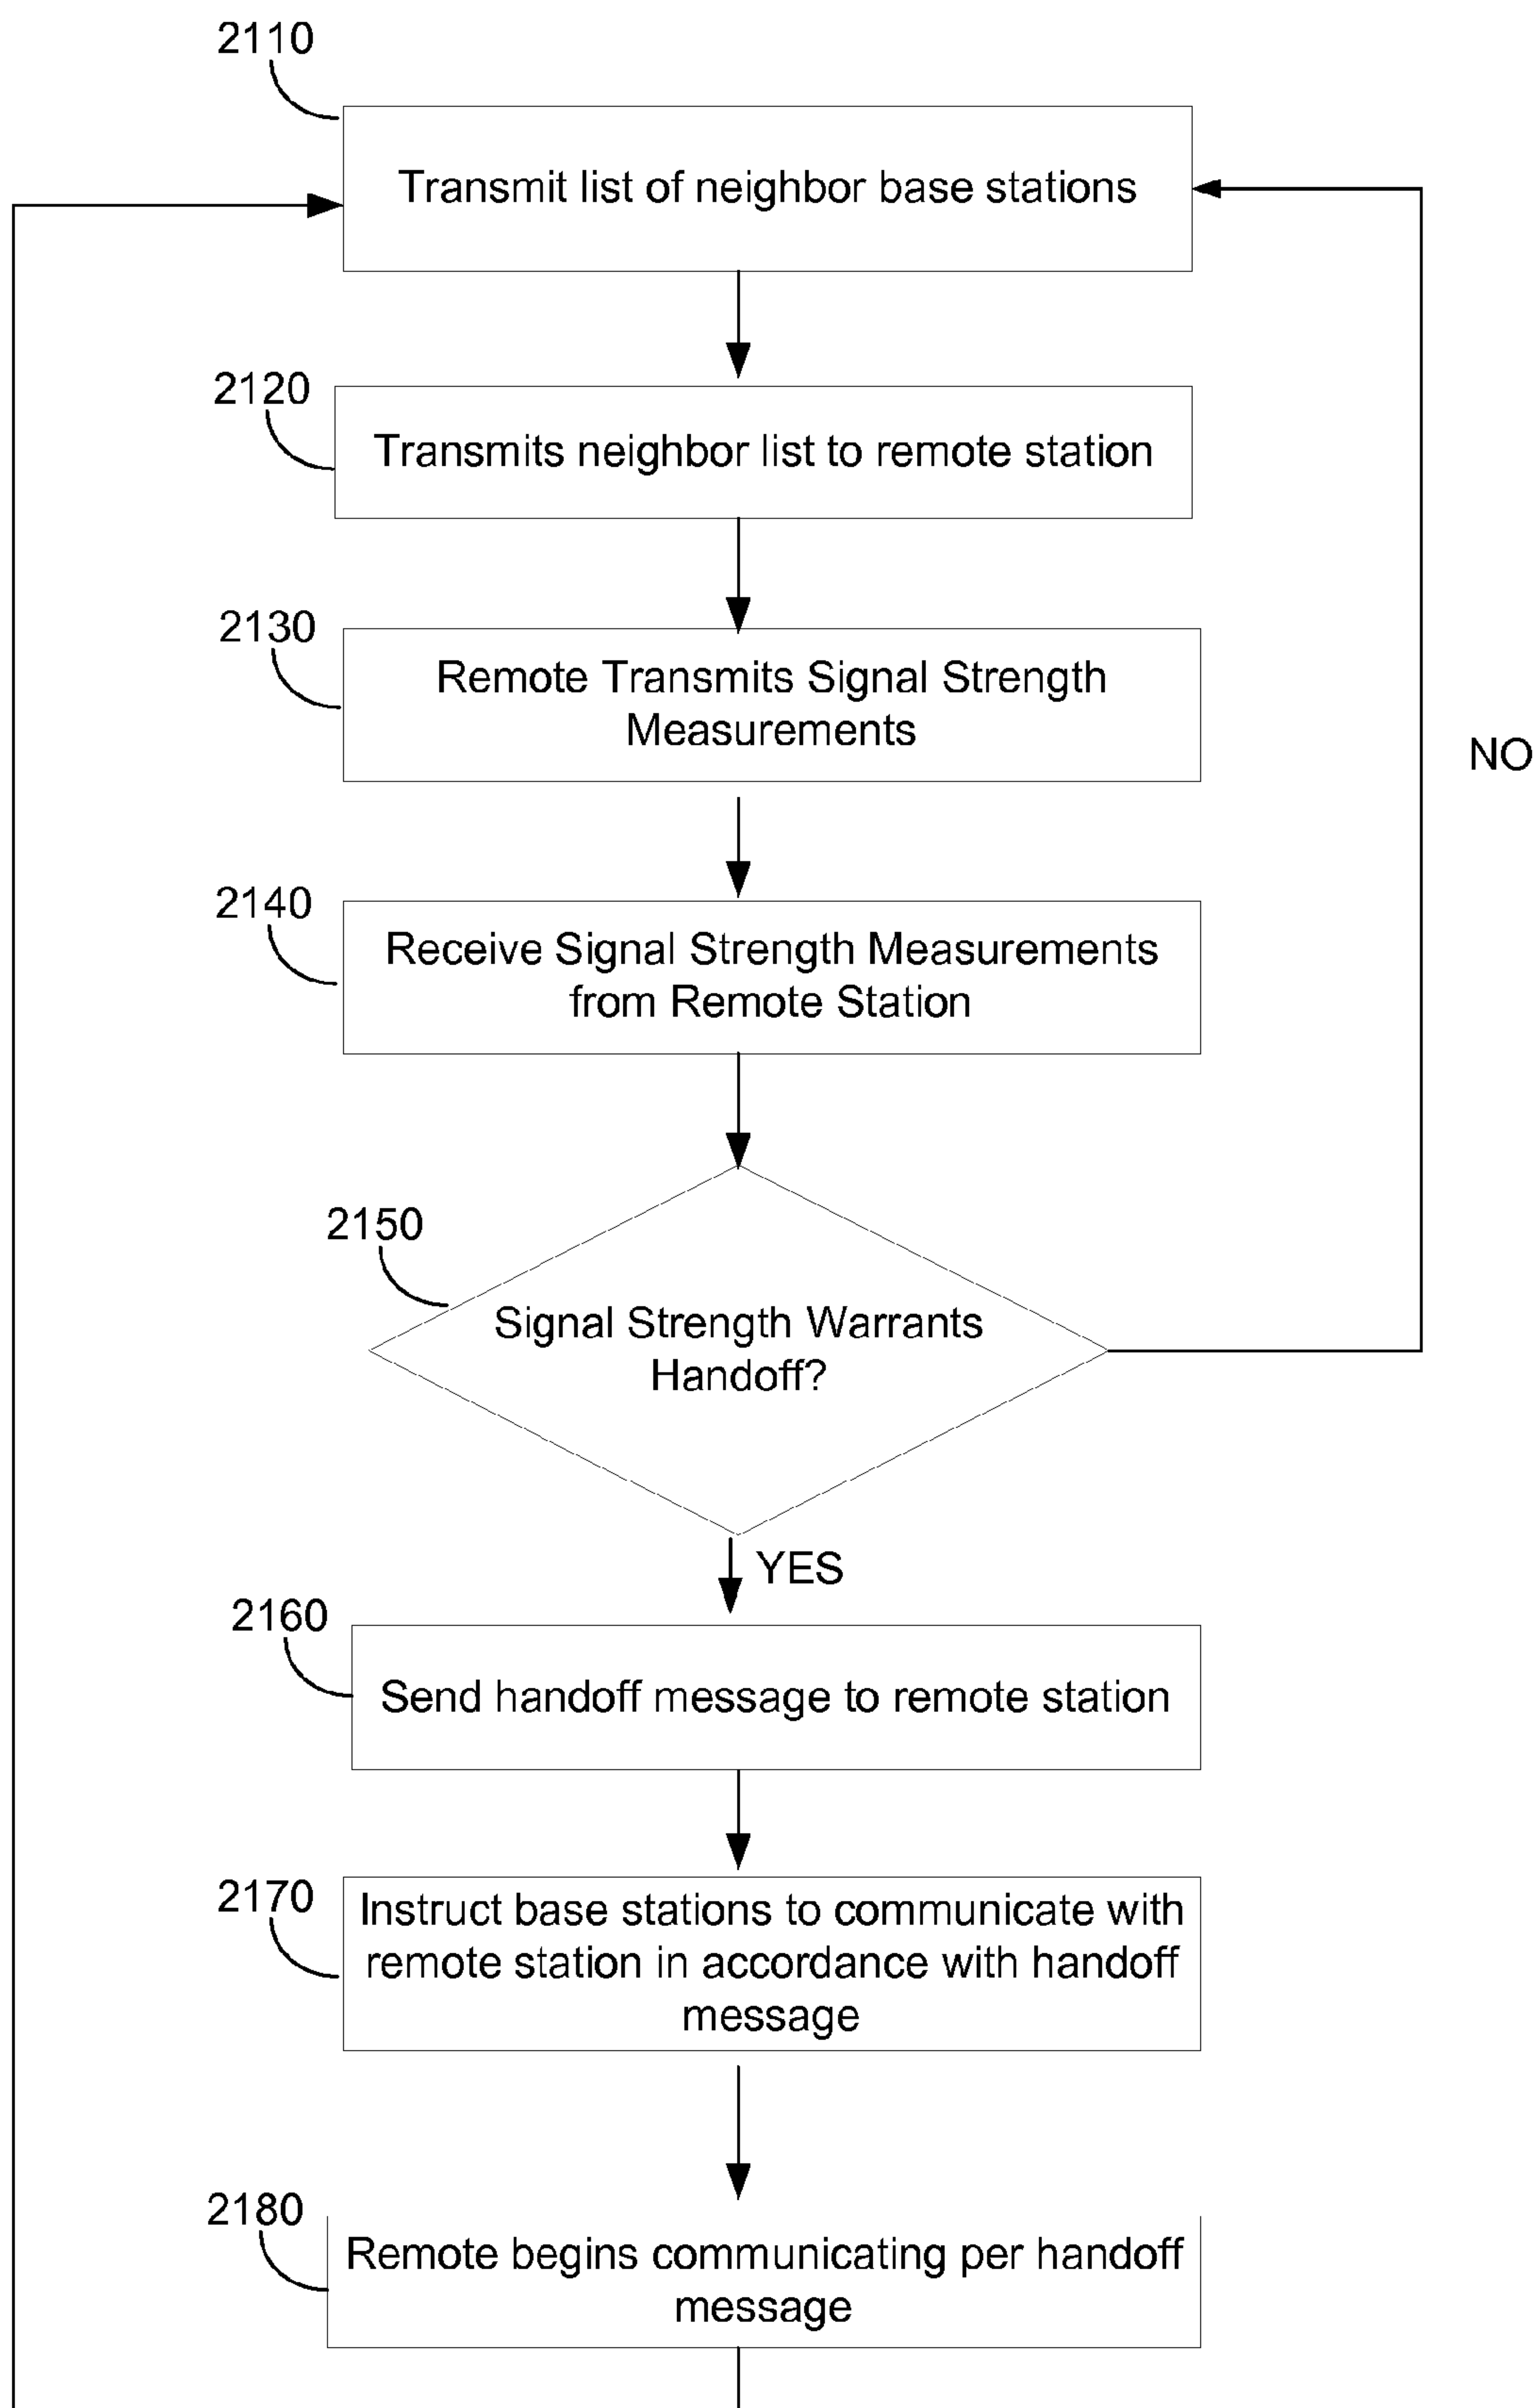 2110
Transmit list of neighbor base stations
2120
Transmits neighbor list to remote station
2130
Remote Transmits Signal Strength
Measurements
NO
2140
Receive Signal Strength Measurements
from Remote Station
2150
Signal Strength Warrants
Handoff?
YES
2160
Send handoff message to remote station
2170
Instruct base stations to communicate with
remote station in accordance with handoff
message
2180
Remote begins communicating per handoff
message